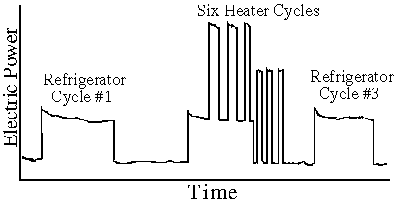 Six Heater Cycles
Refrigerator
Cycle #1
Refrigerator
Cycle #3
Electric Power
Time